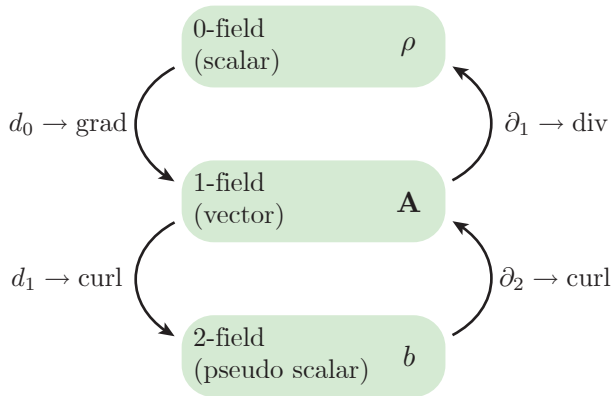 0-field
(scalar)
ρ
d₀ → grad
∂₁ → div
1-field
(vector)
A
d₁ → curl
∂₂ → curl
2-field
(pseudo scalar)
b